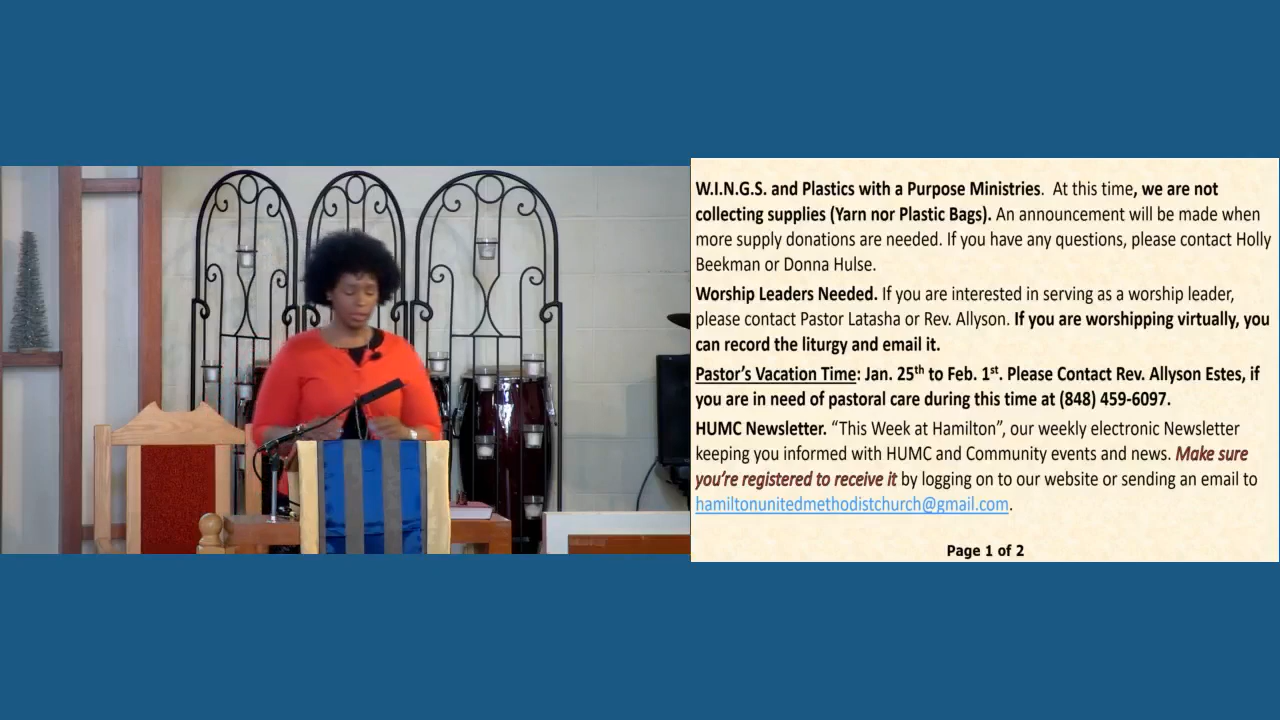 W.I.N.G.S. and Plastics with a Purpose Ministries.  At this time, we are not
collecting supplies (Yarn nor Plastic Bags). An announcement will be made when
more supply donations are needed. If you have any questions, please contact Holly
Beekman or Donna Hulse.
Worship Leaders Needed. If you are interested in serving as a worship leader,
please contact Pastor Latasha or Rev. Allyson. If you are worshipping virtually, you
can record the liturgy and email it.
Pastor’s Vacation Time: Jan. 25th to Feb. 1st. Please Contact Rev. Allyson Estes, if
you are in need of pastoral care during this time at (848) 459-6097.
HUMC Newsletter. “This Week at Hamilton”, our weekly electronic Newsletter
keeping you informed with HUMC and Community events and news. Make sure
you’re registered to receive it by logging on to our website or sending an email to
hamiltonunitedmethodistchurch@gmail.com.
Page 1 of 2